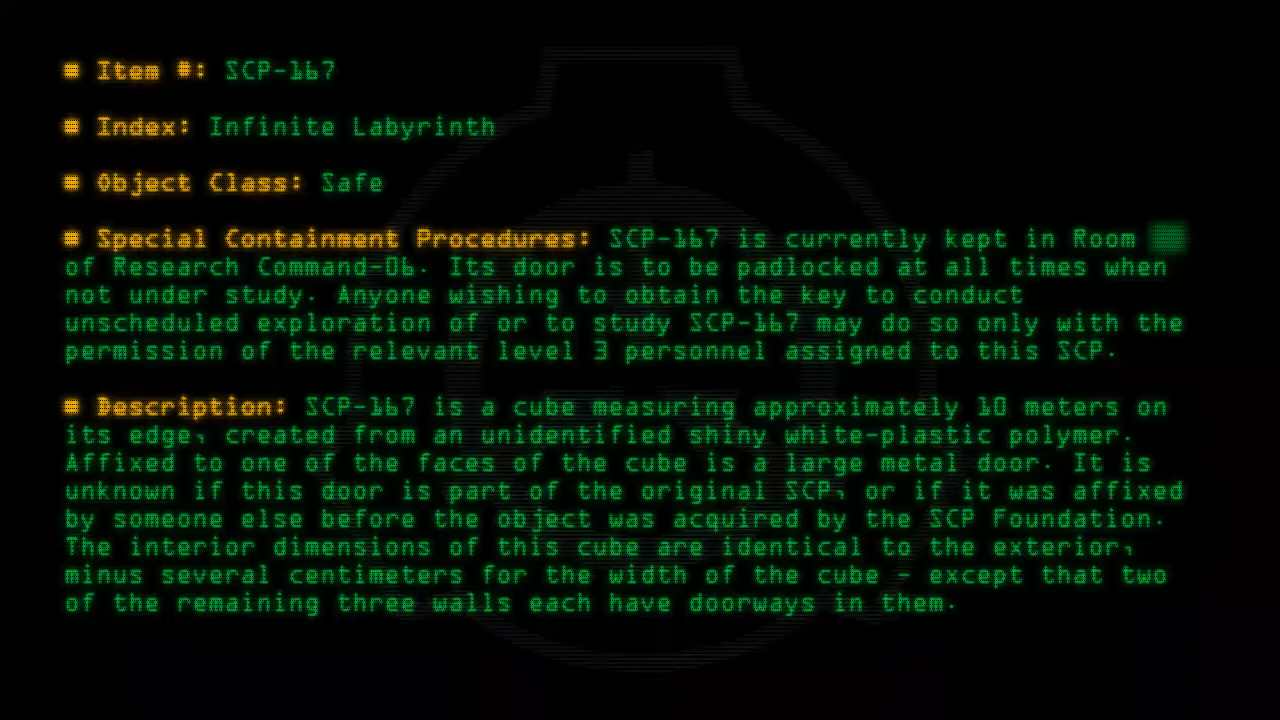 ■ Item #: SCP-167
■ Index: Infinite Labyrinth
■ Object Class: Safe
■ Special Containment Procedures: SCP-167 is currently kept in Room ██
of Research Command-06. Its door is to be padlocked at all times when
not under study. Anyone wishing to obtain the key to conduct
unscheduled exploration of or to study SCP-167 may do so only with the
permission of the relevant level 3 personnel assigned to this SCP.
■ Description: SCP-167 is a cube measuring approximately 10 meters on
its edge, created from an unidentified shiny white-plastic polymer.
Affixed to one of the faces of the cube is a large metal door. It is
unknown if this door is part of the original SCP, or if it was affixed
by someone else before the object was acquired by the SCP Foundation.
The interior dimensions of this cube are identical to the exterior,
minus several centimeters for the width of the cube - except that two
of the remaining three walls each have doorways in them.